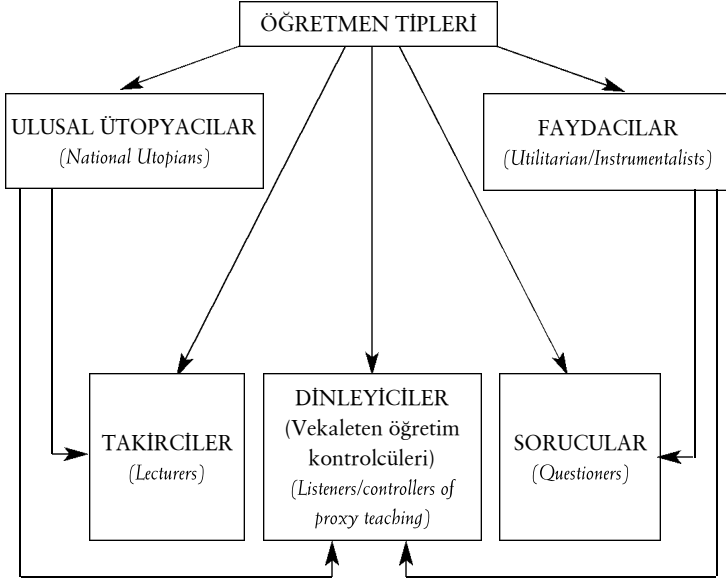 ÖĞRETMEN TİPLERİ
ULUSAL ÜTOPYACILAR
(National Utopians)
FAYDACILAR
(Utilitarian/Instrumentalists)
TAKİRCİLER
(Lecturers)
DİNLEYİCİLER
(Vekaleten öğretim
kontrolcüleri)
(Listeners/controllers of
proxy teaching)
SORUCULAR
(Questioners)